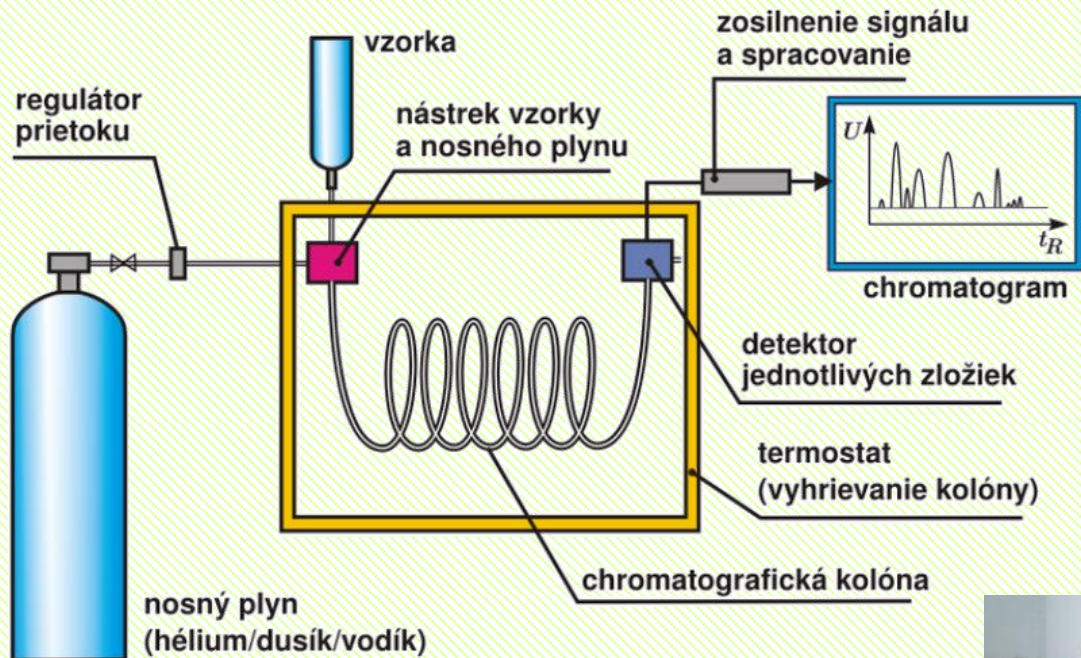 zosilnenie signálu
a spracovanie
vzorka
regulátor
prietoku
nástrek vzorky
a nosného plynu
U
t_R
chromatogram
detektor
jednotlivých zložiek
termostat
(vyhrievanie kolóny)
chromatografická kolóna
nosný plyn
(hélium/dusík/vodík)